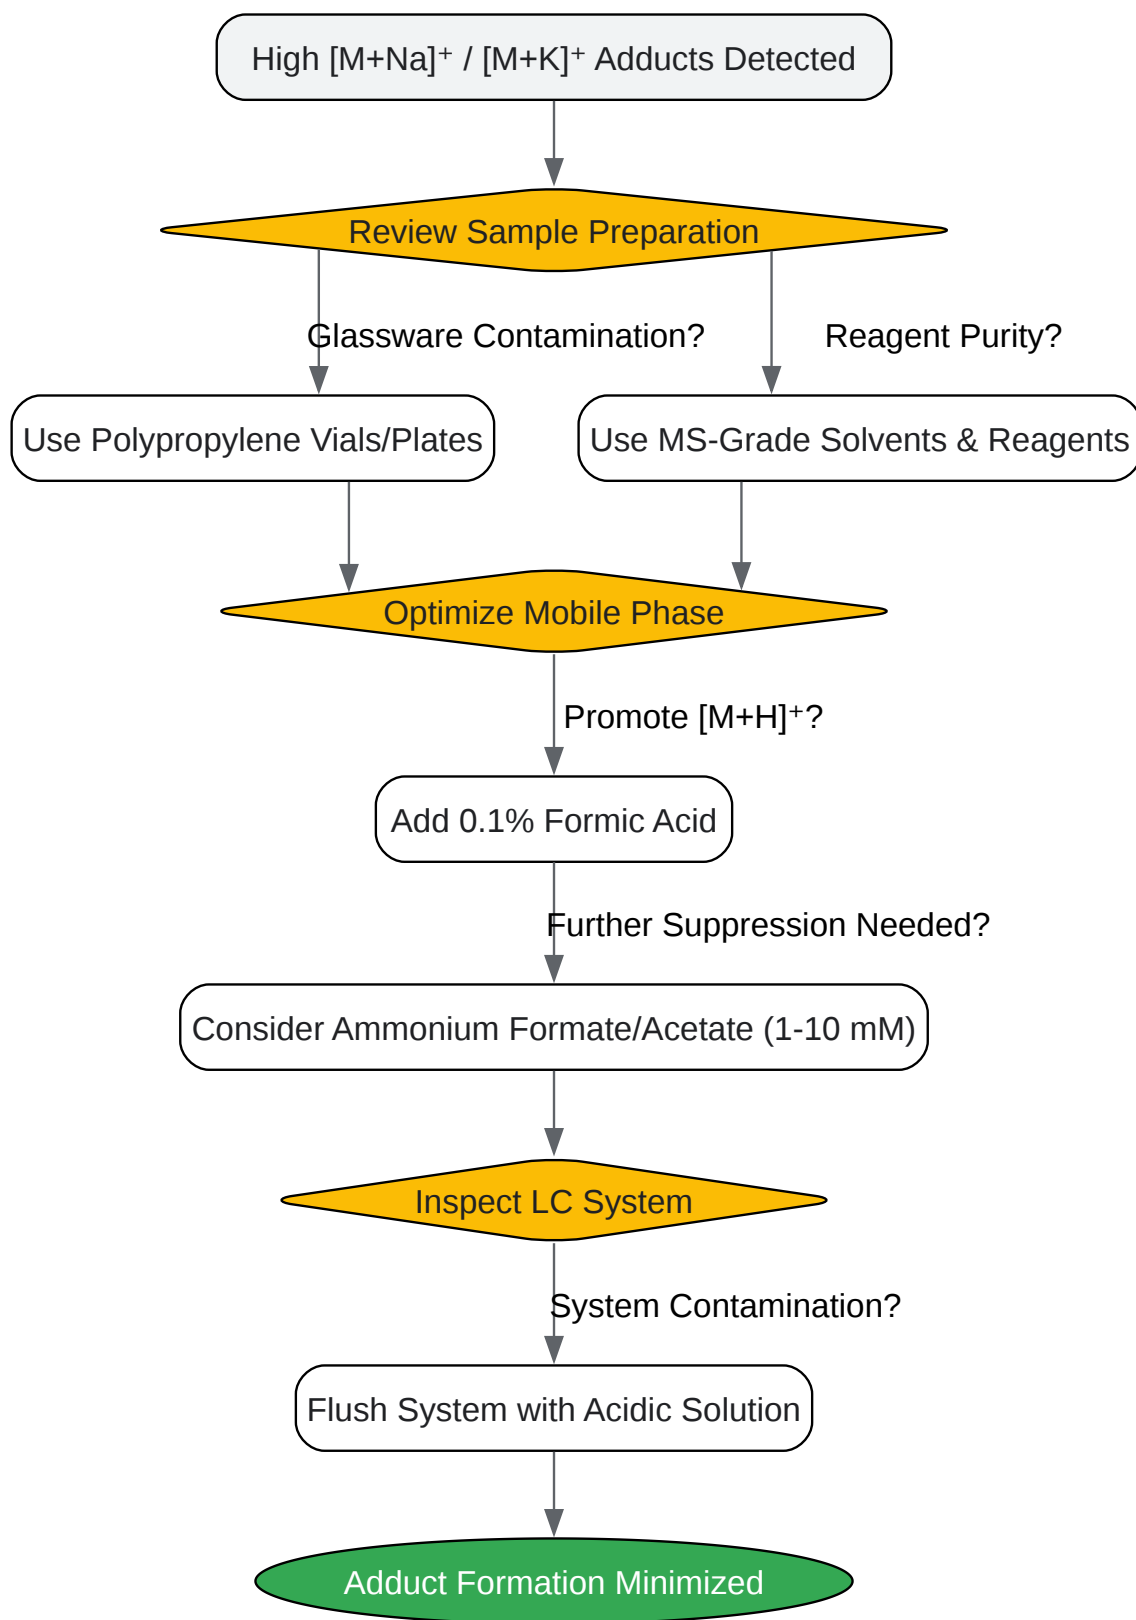 High [M+Na]⁺ / [M+K]⁺ Adducts Detected
Review Sample Preparation
Glassware Contamination?
Reagent Purity?
Use Polypropylene Vials/Plates
Use MS-Grade Solvents & Reagents
Optimize Mobile Phase
Promote [M+H]⁺?
Add 0.1% Formic Acid
Further Suppression Needed?
Consider Ammonium Formate/Acetate (1-10 mM)
Inspect LC System
System Contamination?
Flush System with Acidic Solution
Adduct Formation Minimized